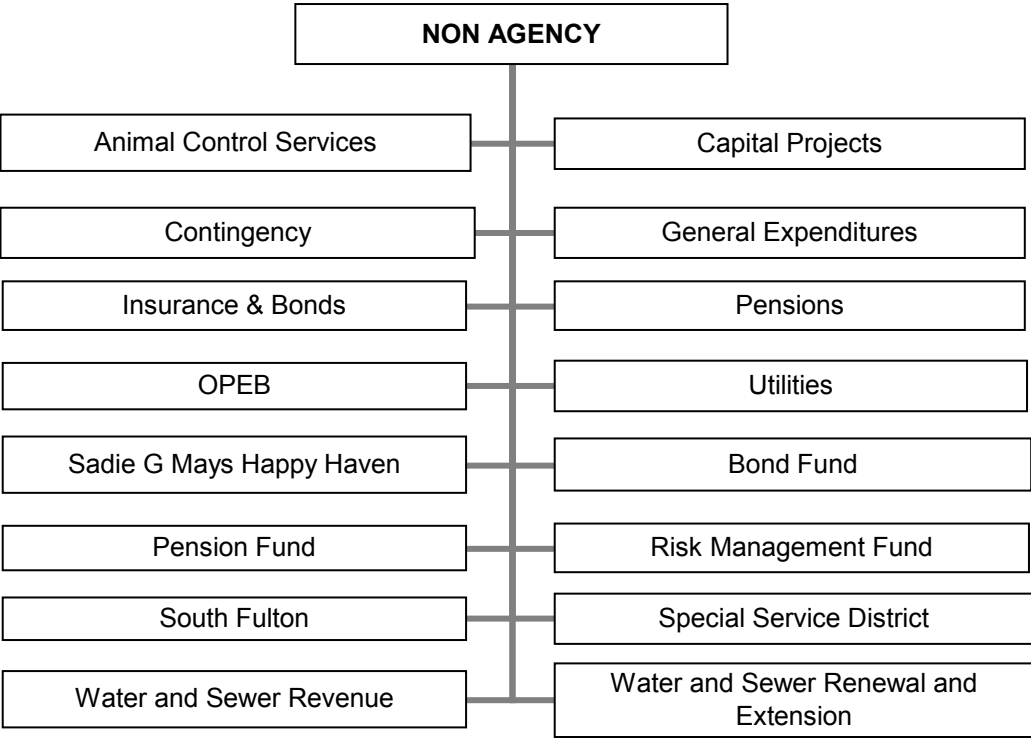 NON AGENCY
Animal Control Services
Capital Projects
Contingency
General Expenditures
Insurance & Bonds
Pensions
OPEB
Utilities
Sadie G Mays Happy Haven
Bond Fund
Pension Fund
Risk Management Fund
South Fulton
Special Service District
Water and Sewer Revenue
Water and Sewer Renewal and
Extension